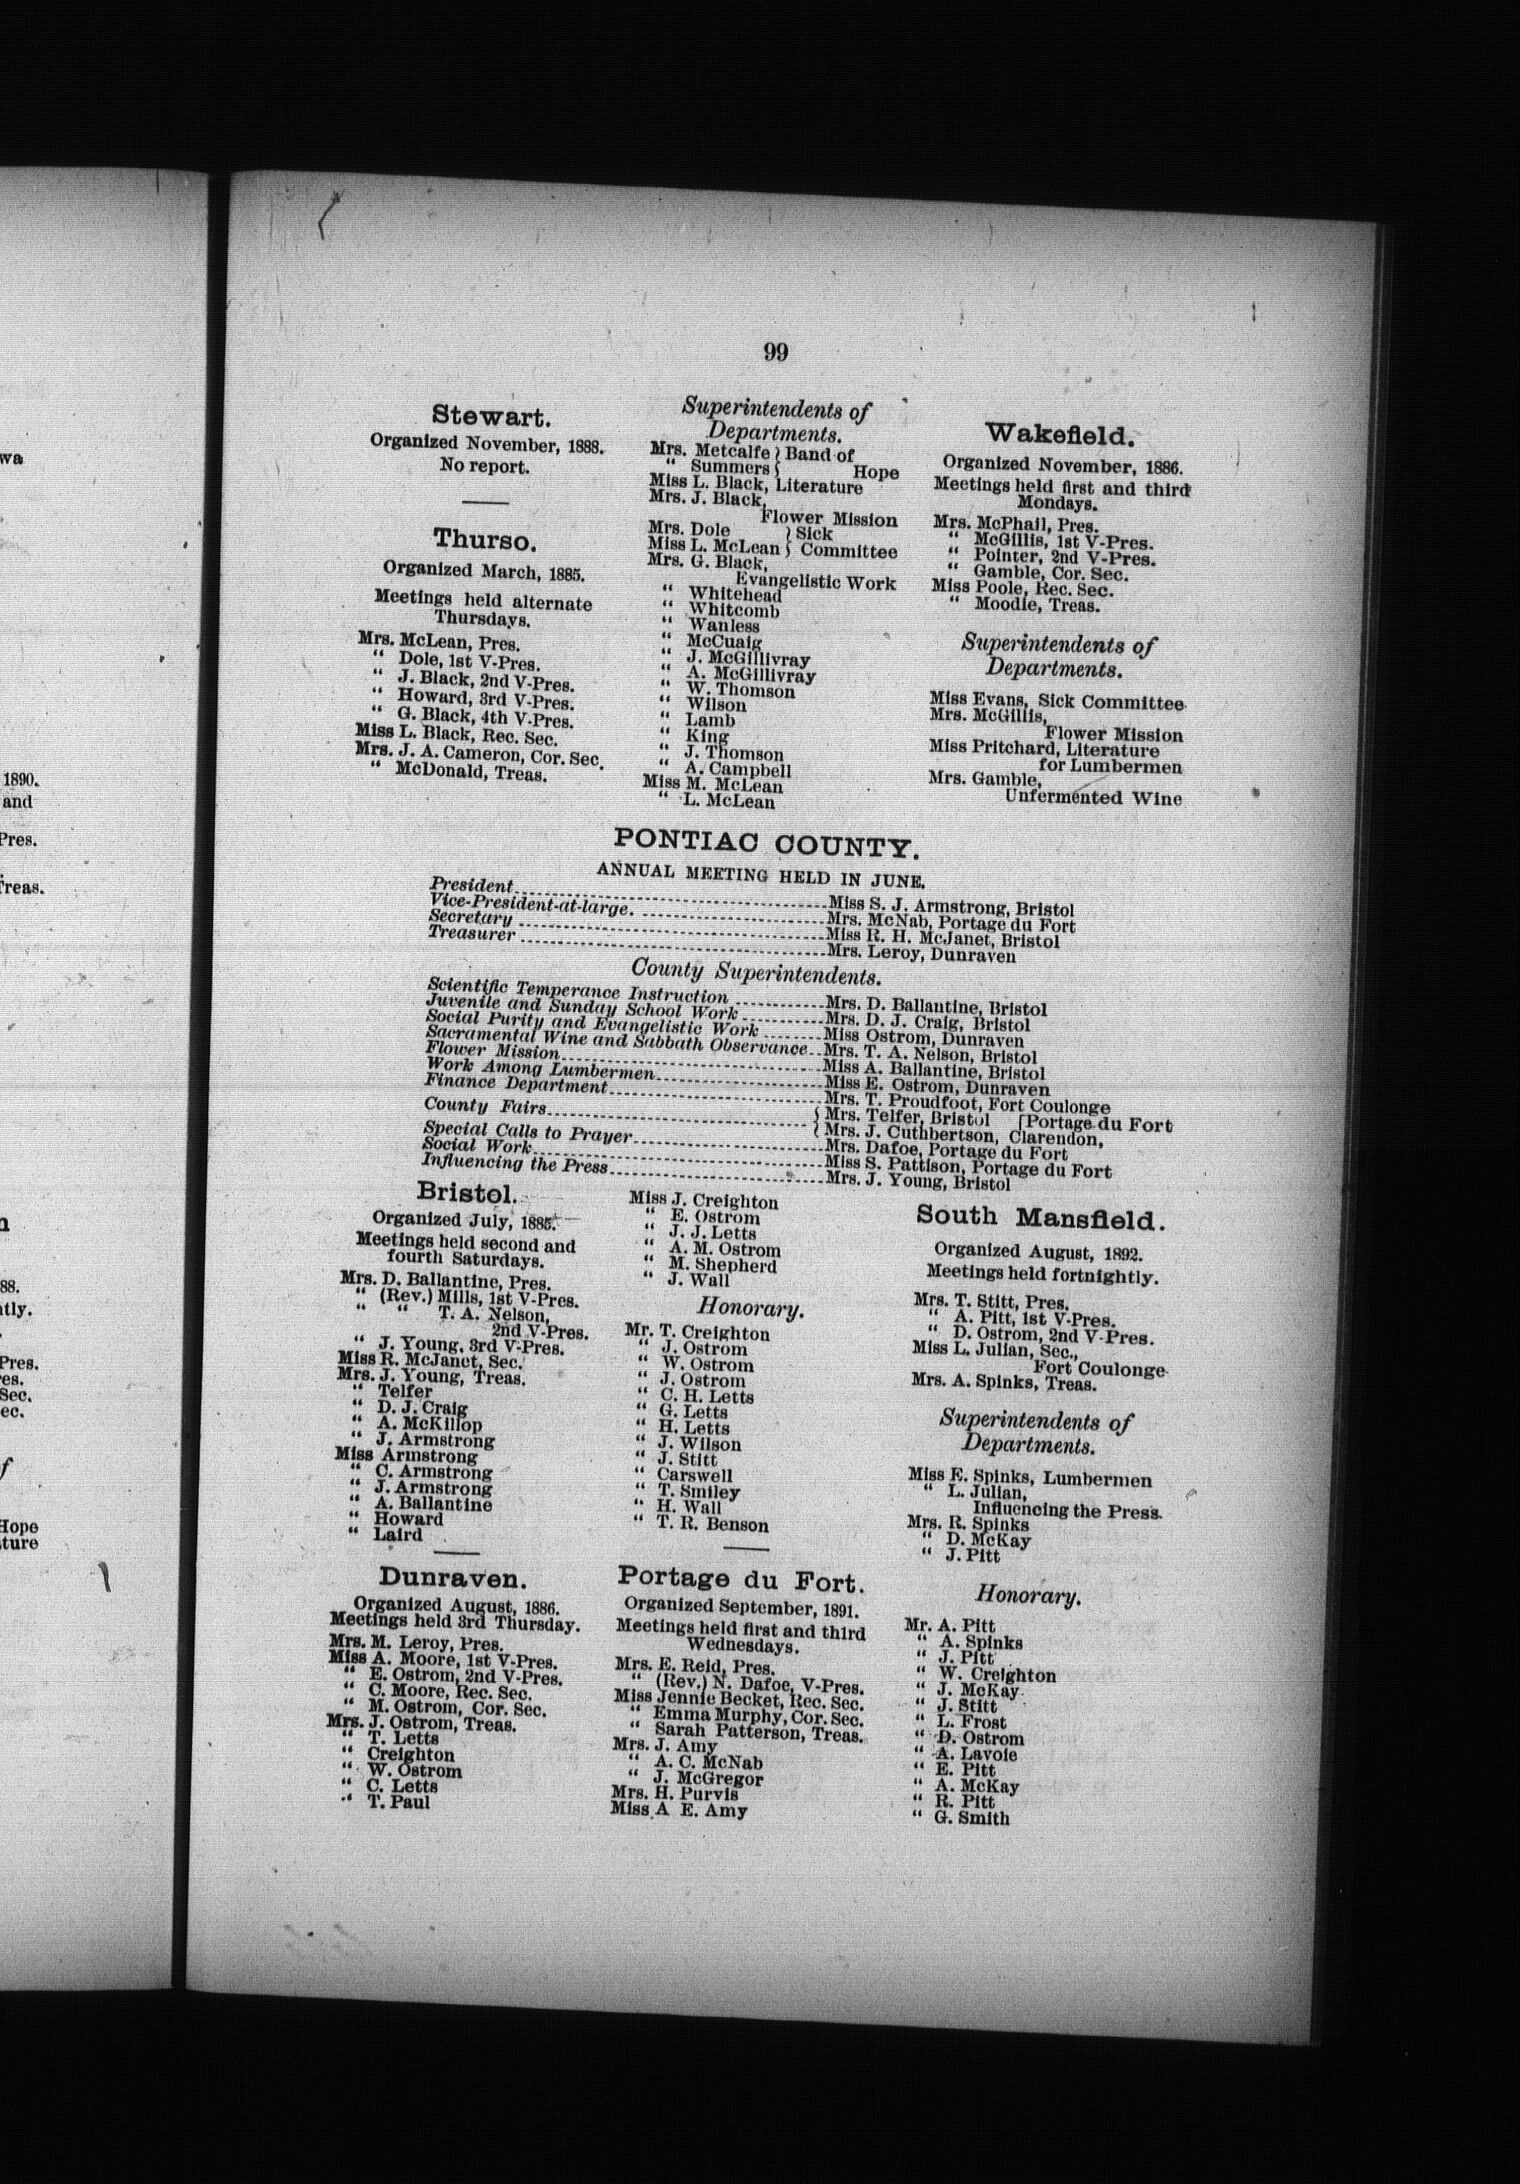 wa
1890.
and
Pres.
Treas.
88.
tly.
Pres.
Sec.
ec.
Hope
ture
99
Stewart.
Organized November, 1888.
No report.
Thurso.
Organized March, 1885.
Meetings held alternate
Thursdays.
Mrs. McLean, Pres.
" Dole, 1st V-Pres.
" J. Black, 2nd V-Pres.
" Howard, 3rd V-Pres.
" G. Black, 4th V-Pres.
Miss L. Black, Rec. Sec.
Mrs. J. A. Cameron, Cor. Sec.
" McDonald, Treas.
Superintendents of
Departments.
Mrs. Metcalfe } Band of
" Summers { Hope
Miss L. Black, Literature
Mrs. J. Black,
Flower Mission
Mrs. Dole } Sick
Miss L. McLean } Committee
Mrs. G. Black,
Evangelistic Work
" Whitehead
" Whitcomb
" Wanless
" McCuaig
" J. McGillivray
" A. McGillivray
" W. Thomson
" Wilson
" Lamb
" King
" J. Thomson
" A. Campbell
Miss M. McLean
" L. McLean
Wakefield.
Organized November, 1886.
Meetings held first and third
Mondays.
Mrs. McPhail, Pres.
" McGillis, 1st V-Pres.
" Pointer, 2nd V-Pres.
" Gamble, Cor. Sec.
Miss Poole, Rec. Sec.
" Moodie, Treas.
Superintendents of
Departments.
Miss Evans, Sick Committee
Mrs. McGillis,
Flower Mission
Miss Pritchard, Literature
for Lumbermen
Mrs. Gamble,
Unfermented Wine
PONTIAC COUNTY.
ANNUAL MEETING HELD IN JUNE.
President Miss S. J. Armstrong, Bristol
Vice-President-at-large. Mrs. McNab, Portage du Fort
Secretary Miss R. H. McJanet, Bristol
Treasurer Mrs. Leroy, Dunraven
County Superintendents.
Scientific Temperance Instruction Mrs. D. Ballantine, Bristol
Juvenile and Sunday School Work Mrs. D. J. Craig, Bristol
Social Purity and Evangelistic Work Miss Ostrom, Dunraven
Sacramental Wine and Sabbath Observance Mrs. T. A. Nelson, Bristol
Flower Mission Miss A. Ballantine, Bristol
Work Among Lumbermen Miss E. Ostrom, Dunraven
Finance Department Mrs. T. Proudfoot, Fort Coulonge
County Fairs { Mrs. Telfer, Bristol [Portage du Fort
{ Mrs. J. Cuthbertson, Clarendon,
Special Calls to Prayer Mrs. Dafoe, Portage du Fort
Social Work Miss S. Pattison, Portage du Fort
Influencing the Press Mrs. J. Young, Bristol
Bristol.
Organized July, 1885.
Meetings held second and
fourth Saturdays.
Mrs. D. Ballantine, Pres.
" (Rev.) Mills, 1st V-Pres.
" " T. A. Nelson,
2nd V-Pres.
" J. Young, 3rd V-Pres.
Miss R. McJanet, Sec.
Mrs. J. Young, Treas.
" Telfer
" D. J. Craig
" A. McKillop
" J. Armstrong
Miss Armstrong
" C. Armstrong
" J. Armstrong
" A. Ballantine
" Howard
" Laird
Dunraven.
Organized August, 1886.
Meetings held 3rd Thursday.
Mrs. M. Leroy, Pres.
Miss A. Moore, 1st V-Pres.
" E. Ostrom, 2nd V-Pres.
" C. Moore, Rec. Sec.
" M. Ostrom, Cor. Sec.
Mrs. J. Ostrom, Treas.
" T. Letts
" Creighton
" W. Ostrom
" C. Letts
" T. Paul
Miss J. Creighton
" E. Ostrom
" J. J. Letts
" A. M. Ostrom
" M. Shepherd
" J. Wall
Honorary.
Mr. T. Creighton
" J. Ostrom
" W. Ostrom
" J. Ostrom
" C. H. Letts
" G. Letts
" H. Letts
" J. Wilson
" J. Stitt
" Carswell
" T. Smiley
" H. Wall
" T. R. Benson
Portage du Fort.
Organized September, 1891.
Meetings held first and third
Wednesdays.
Mrs. E. Reid, Pres.
" (Rev.) N. Dafoe, V-Pres.
Miss Jennie Becket, Rec. Sec.
" Emma Murphy, Cor. Sec.
" Sarah Patterson, Treas.
Mrs. J. Amy
" A. C. McNab
" J. McGregor
Mrs. H. Purvis
Miss A E. Amy
South Mansfield.
Organized August, 1892.
Meetings held fortnightly.
Mrs. T. Stitt, Pres.
" A. Pitt, 1st V-Pres.
" D. Ostrom, 2nd V-Pres.
Miss L. Julian, Sec.,
Fort Coulonge
Mrs. A. Spinks, Treas.
Superintendents of
Departments.
Miss E. Spinks, Lumbermen
" L. Julian,
Influencing the Press.
Mrs. R. Spinks
" D. McKay
" J. Pitt
Honorary.
Mr. A. Pitt
" A. Spinks
" J. Pitt
" W. Creighton
" J. McKay
" J. Stitt
" L. Frost
" D. Ostrom
" A. Lavoie
" E. Pitt
" A. McKay
" R. Pitt
" G. Smith